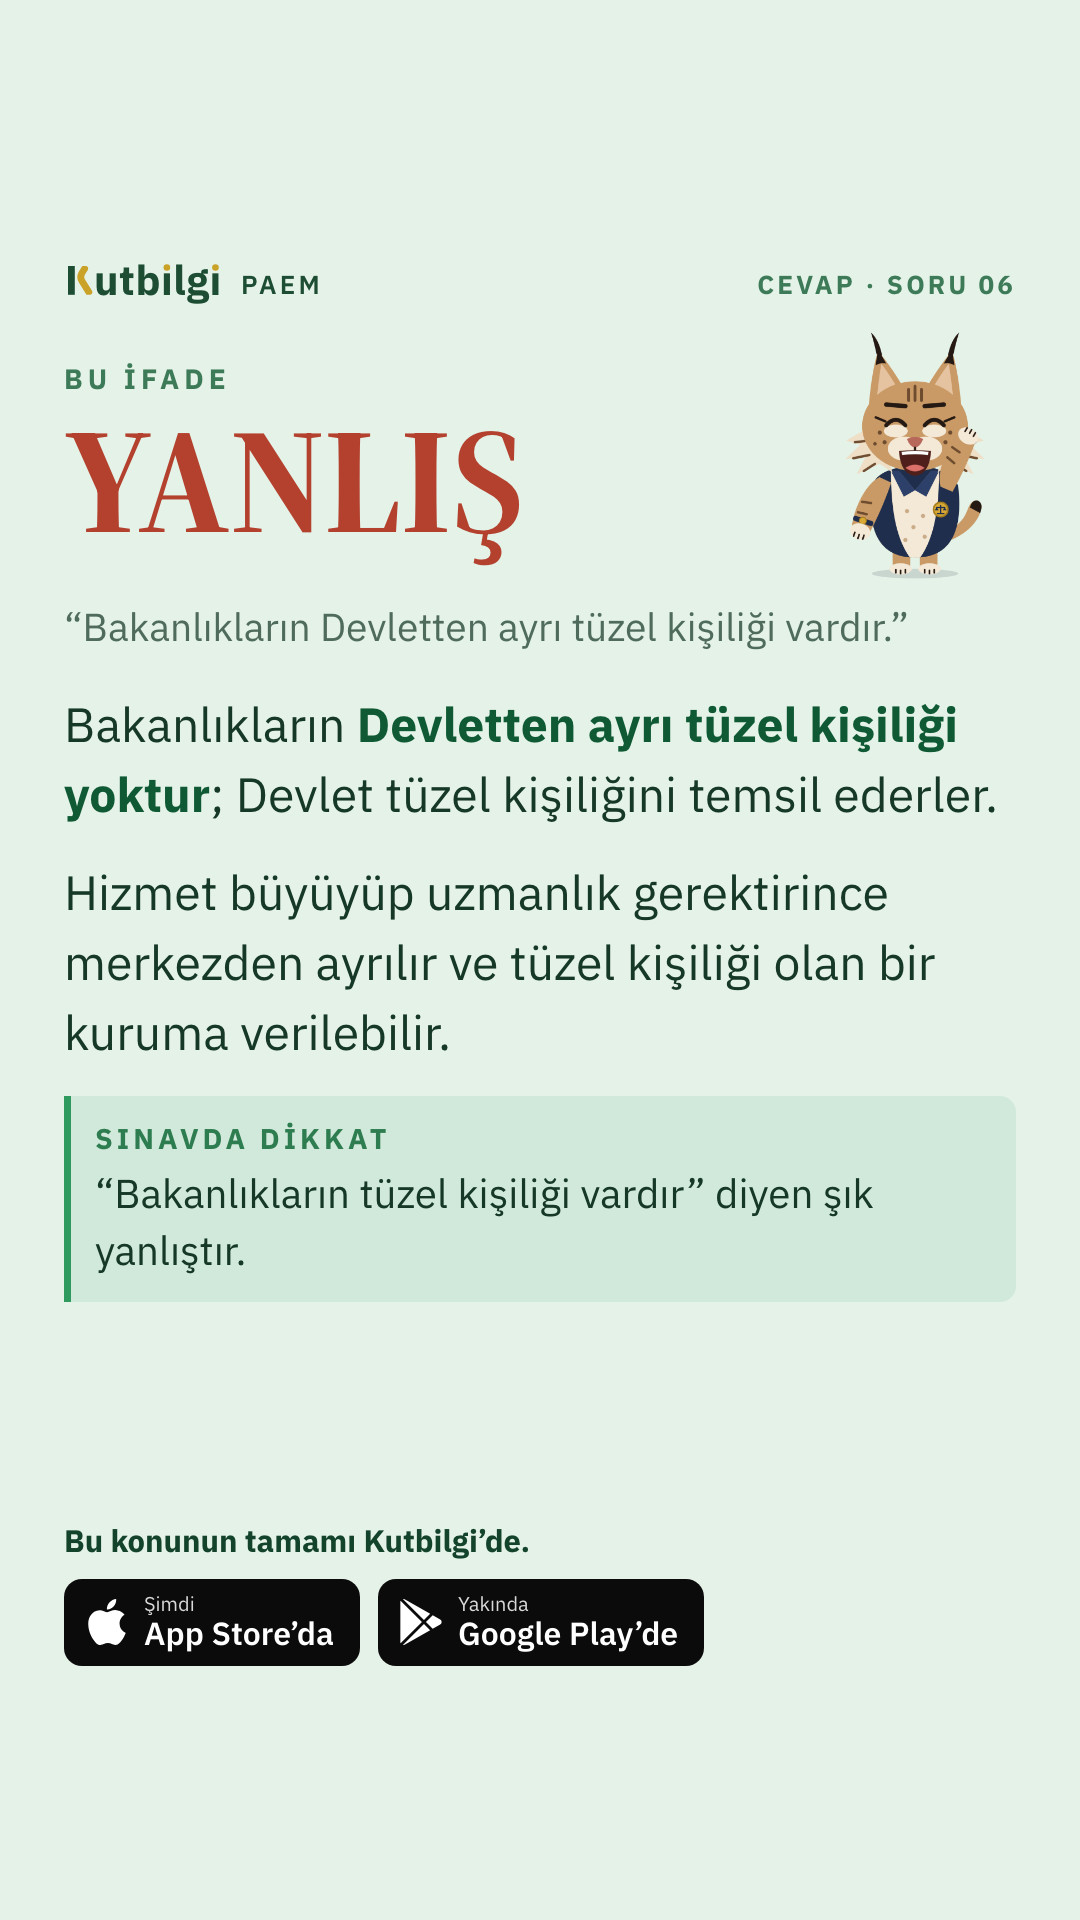 Kutbilgi PAEM
CEVAP · SORU 06
BU İFADE
YANLIŞ
“Bakanlıkların Devletten ayrı tüzel kişiliği vardır.”
Bakanlıkların Devletten ayrı tüzel kişiliği
yoktur; Devlet tüzel kişiliğini temsil ederler.
Hizmet büyüyüp uzmanlık gerektirince
merkezden ayrılır ve tüzel kişiliği olan bir
kuruma verilebilir.
SINAVDA DİKKAT
“Bakanlıkların tüzel kişiliği vardır” diyen şık
yanlıştır.
Bu konunun tamamı Kutbilgi’de.
Şimdi
App Store’da
Yakında
Google Play’de